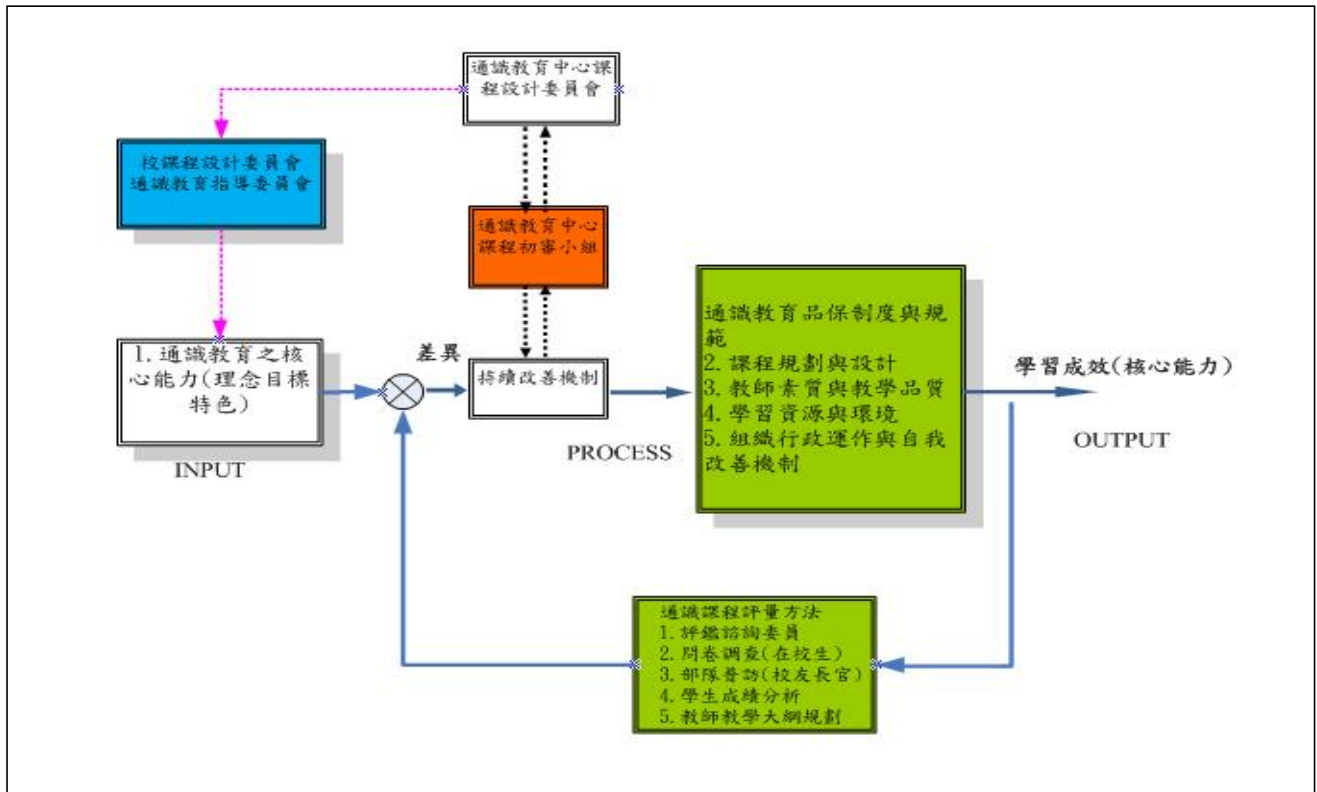 通識教育中心課
程設計委員會
校課程設計委員會
通識教育指導委員會
通識教育中心
課程初審小組
1. 通識教育之核
心能力(理念目標
特色)
INPUT
差異
持續改善機制
PROCESS
通識教育品保制度與規
範
2. 課程規劃與設計
3. 教師素質與教學品質
4. 學習資源與環境
5. 組織行政運作與自我
改善機制
學習成效(核心能力)
OUTPUT
通識課程評量方法
1. 評鑑諮詢委員
2. 問卷調查(在校生)
3. 部隊普訪(校友長官)
4. 學生成績分析
5. 教師教學大綱規劃